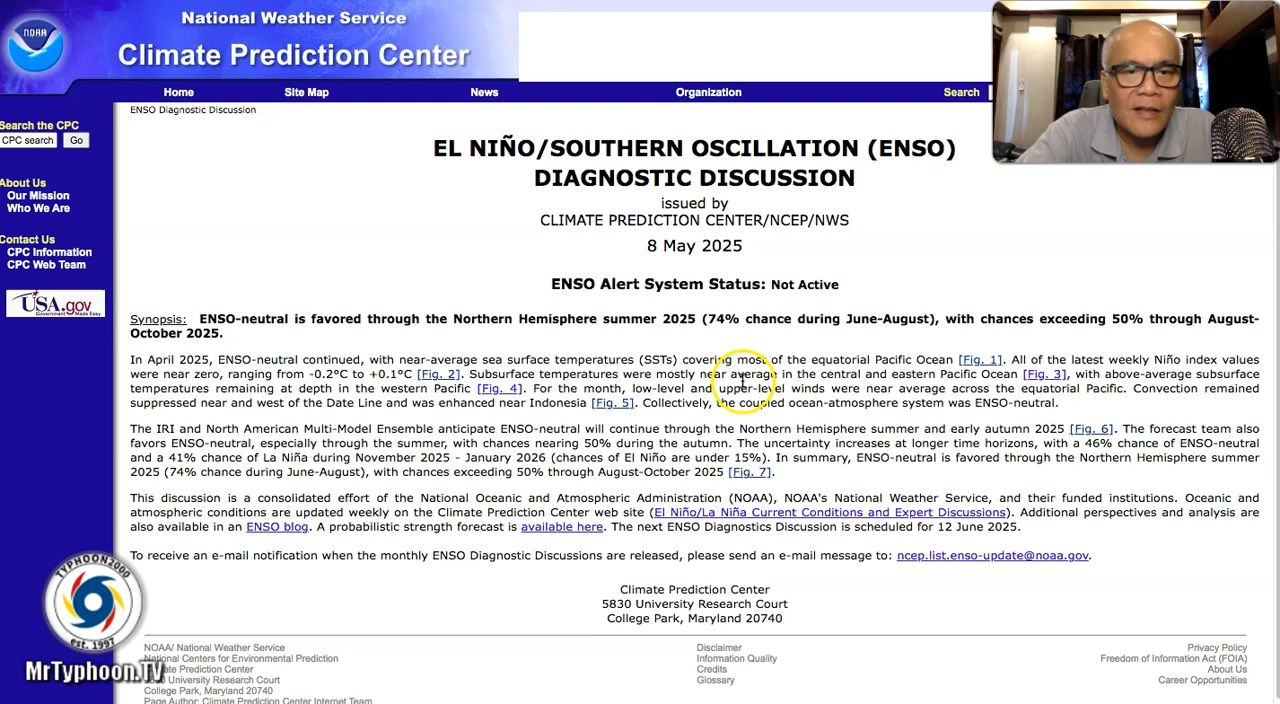 NOAA
National Weather Service
Climate Prediction Center
Home Site Map News Organization Search
ENSO Diagnostic Discussion
Search the CPC
CPC search Go
About Us
Our Mission
Who We Are
Contact Us
CPC Information
CPC Web Team
USA.gov
Government Made Easy
EL NIÑO/SOUTHERN OSCILLATION (ENSO)
DIAGNOSTIC DISCUSSION
issued by
CLIMATE PREDICTION CENTER/NCEP/NWS
8 May 2025
ENSO Alert System Status: Not Active
Synopsis: ENSO-neutral is favored through the Northern Hemisphere summer 2025 (74% chance during June-August), with chances exceeding 50% through August-
October 2025.
In April 2025, ENSO-neutral continued, with near-average sea surface temperatures (SSTs) covering most of the equatorial Pacific Ocean [Fig. 1]. All of the latest weekly Niño index values
were near zero, ranging from -0.2°C to +0.1°C [Fig. 2]. Subsurface temperatures were mostly near average in the central and eastern Pacific Ocean [Fig. 3], with above-average subsurface
temperatures remaining at depth in the western Pacific [Fig. 4]. For the month, low-level and upper-level winds were near average across the equatorial Pacific. Convection remained
suppressed near and west of the Date Line and was enhanced near Indonesia [Fig. 5]. Collectively, the coupled ocean-atmosphere system was ENSO-neutral.
The IRI and North American Multi-Model Ensemble anticipate ENSO-neutral will continue through the Northern Hemisphere summer and early autumn 2025 [Fig. 6]. The forecast team also
favors ENSO-neutral, especially through the summer, with chances nearing 50% during the autumn. The uncertainty increases at longer time horizons, with a 46% chance of ENSO-neutral
and a 41% chance of La Niña during November 2025 - January 2026 (chances of El Niño are under 15%). In summary, ENSO-neutral is favored through the Northern Hemisphere summer
2025 (74% chance during June-August), with chances exceeding 50% through August-October 2025 [Fig. 7].
This discussion is a consolidated effort of the National Oceanic and Atmospheric Administration (NOAA), NOAA's National Weather Service, and their funded institutions. Oceanic and
atmospheric conditions are updated weekly on the Climate Prediction Center web site (El Niño/La Niña Current Conditions and Expert Discussions). Additional perspectives and analysis are
also available in an ENSO blog. A probabilistic strength forecast is available here. The next ENSO Diagnostics Discussion is scheduled for 12 June 2025.
To receive an e-mail notification when the monthly ENSO Diagnostic Discussions are released, please send an e-mail message to: ncep.list.enso-update@noaa.gov.
Climate Prediction Center
5830 University Research Court
College Park, Maryland 20740
TYPHOON2000
est. 1997
MrTyphoon.TV
NOAA/ National Weather Service
National Centers for Environmental Prediction
Climate Prediction Center
5830 University Research Court
College Park, Maryland 20740
Page Author: Climate Prediction Center Internet Team
Disclaimer
Information Quality
Credits
Glossary
Privacy Policy
Freedom of Information Act (FOIA)
About Us
Career Opportunities